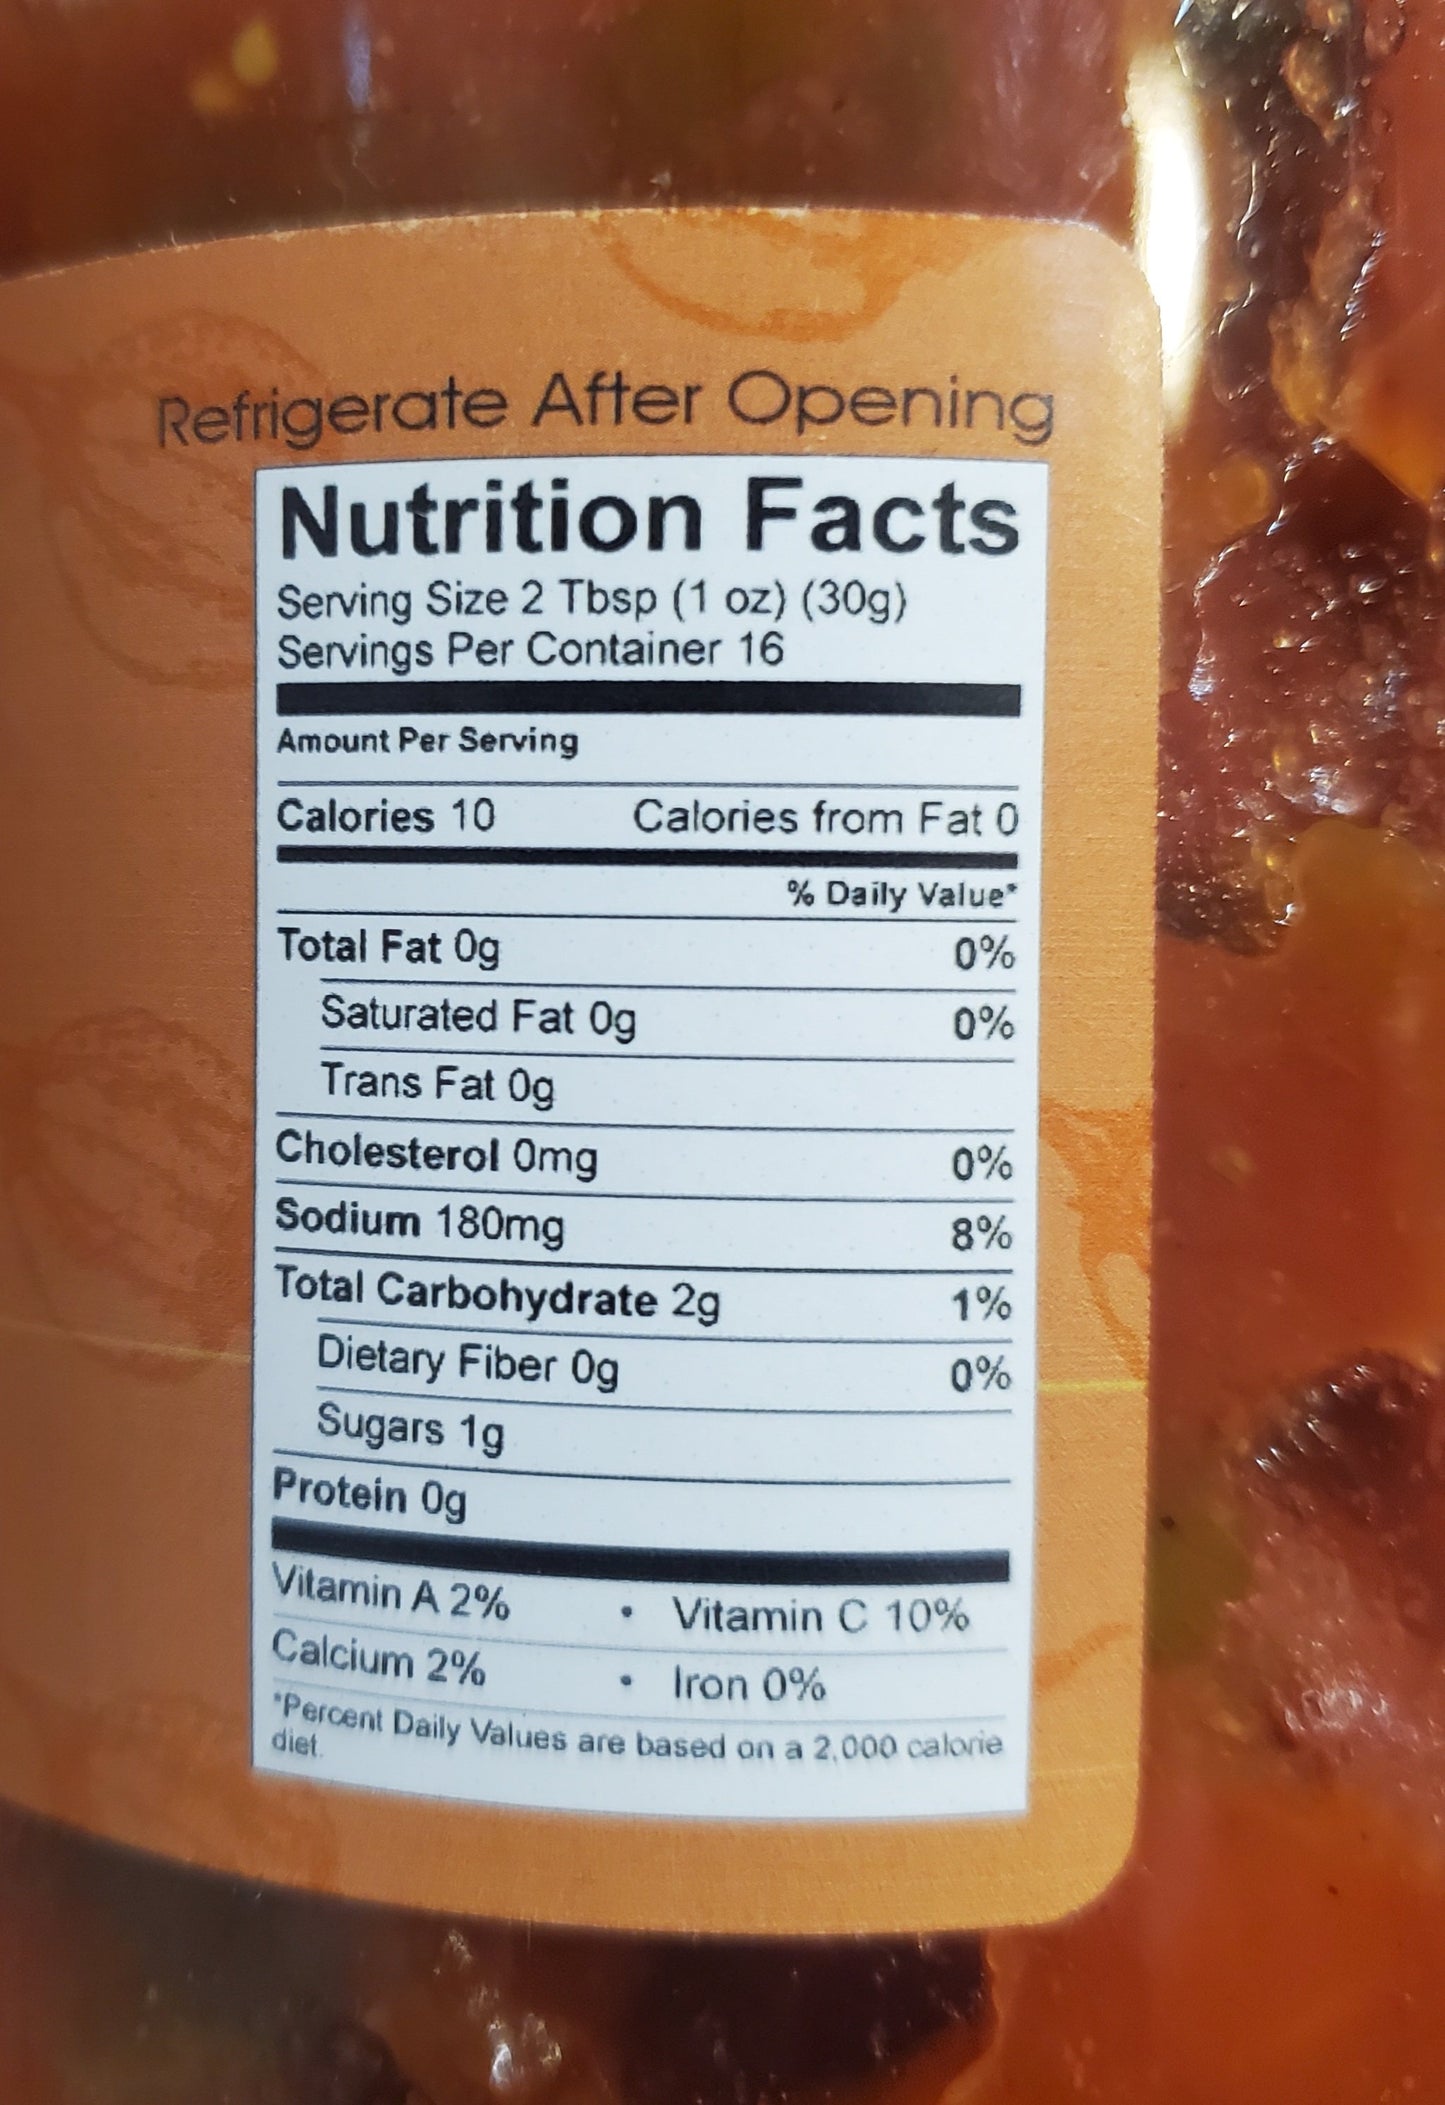 Refrigerate After Opening
Nutrition Facts
Serving Size 2 Tbsp (1 oz) (30g)
Servings Per Container 16
Amount Per Serving
Calories 10 Calories from Fat 0
% Daily Value*
Total Fat 0g 0%
Saturated Fat 0g 0%
Trans Fat 0g
Cholesterol 0mg 0%
Sodium 180mg 8%
Total Carbohydrate 2g 1%
Dietary Fiber 0g 0%
Sugars 1g
Protein 0g
Vitamin A 2% • Vitamin C 10%
Calcium 2% • Iron 0%
*Percent Daily Values are based on a 2,000 calorie
diet.